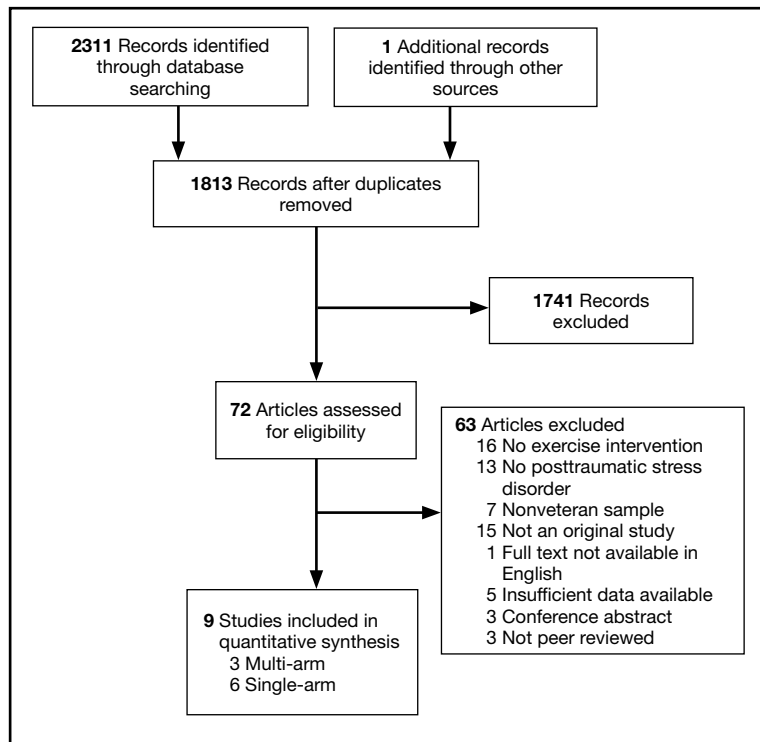 2311 Records identified
through database
searching
1 Additional records
identified through other
sources
1813 Records after duplicates
removed
1741 Records
excluded
72 Articles assessed
for eligibility
63 Articles excluded
16 No exercise intervention
13 No posttraumatic stress
disorder
7 Nonveteran sample
15 Not an original study
1 Full text not available in
English
5 Insufficient data available
3 Conference abstract
3 Not peer reviewed
9 Studies included in
quantitative synthesis
3 Multi-arm
6 Single-arm